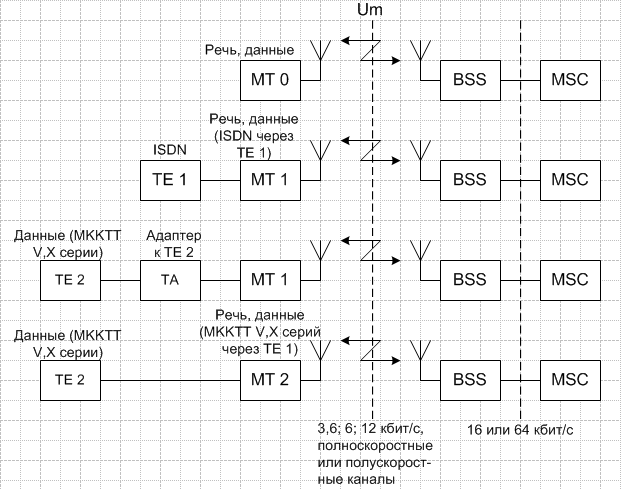 Um
Речь, данные
MT 0
BSS
MSC
Речь, данные
(ISDN через
TE 1)
ISDN
TE 1
MT 1
BSS
MSC
Данные (МККТТ
V,X серии)
Адаптер
к TE 2
TE 2
TA
MT 1
BSS
MSC
Данные (МККТТ
V,X серии)
Речь, данные
(МККТТ V,X серий
через TE 1)
TE 2
MT 2
BSS
MSC
3,6; 6; 12 кбит/с,
полноскоростные
или полускорост-
ные каналы
16 или 64 кбит/с